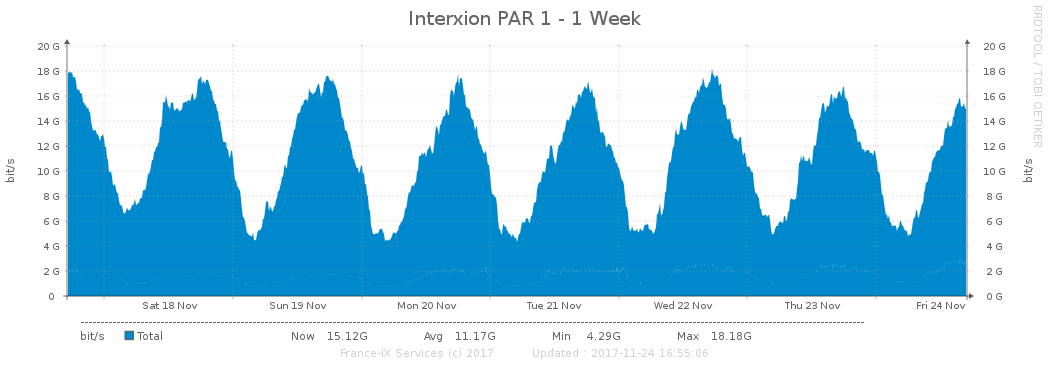 Interxion PAR 1 - 1 Week
RRDTOOL / TOBI OETIKER
20 G 20 G
18 G 18 G
16 G 16 G
14 G 14 G
12 G 12 G
10 G 10 G
8 G 8 G
6 G 6 G
4 G 4 G
2 G 2 G
0 0 G
bit/s bit/s
Sat 18 Nov Sun 19 Nov Mon 20 Nov Tue 21 Nov Wed 22 Nov Thu 23 Nov Fri 24 Nov
bit/s Total Now 15.12G Avg 11.17G Min 4.29G Max 18.18G
France-IX Services (c) 2017 Updated : 2017-11-24 16:55:06